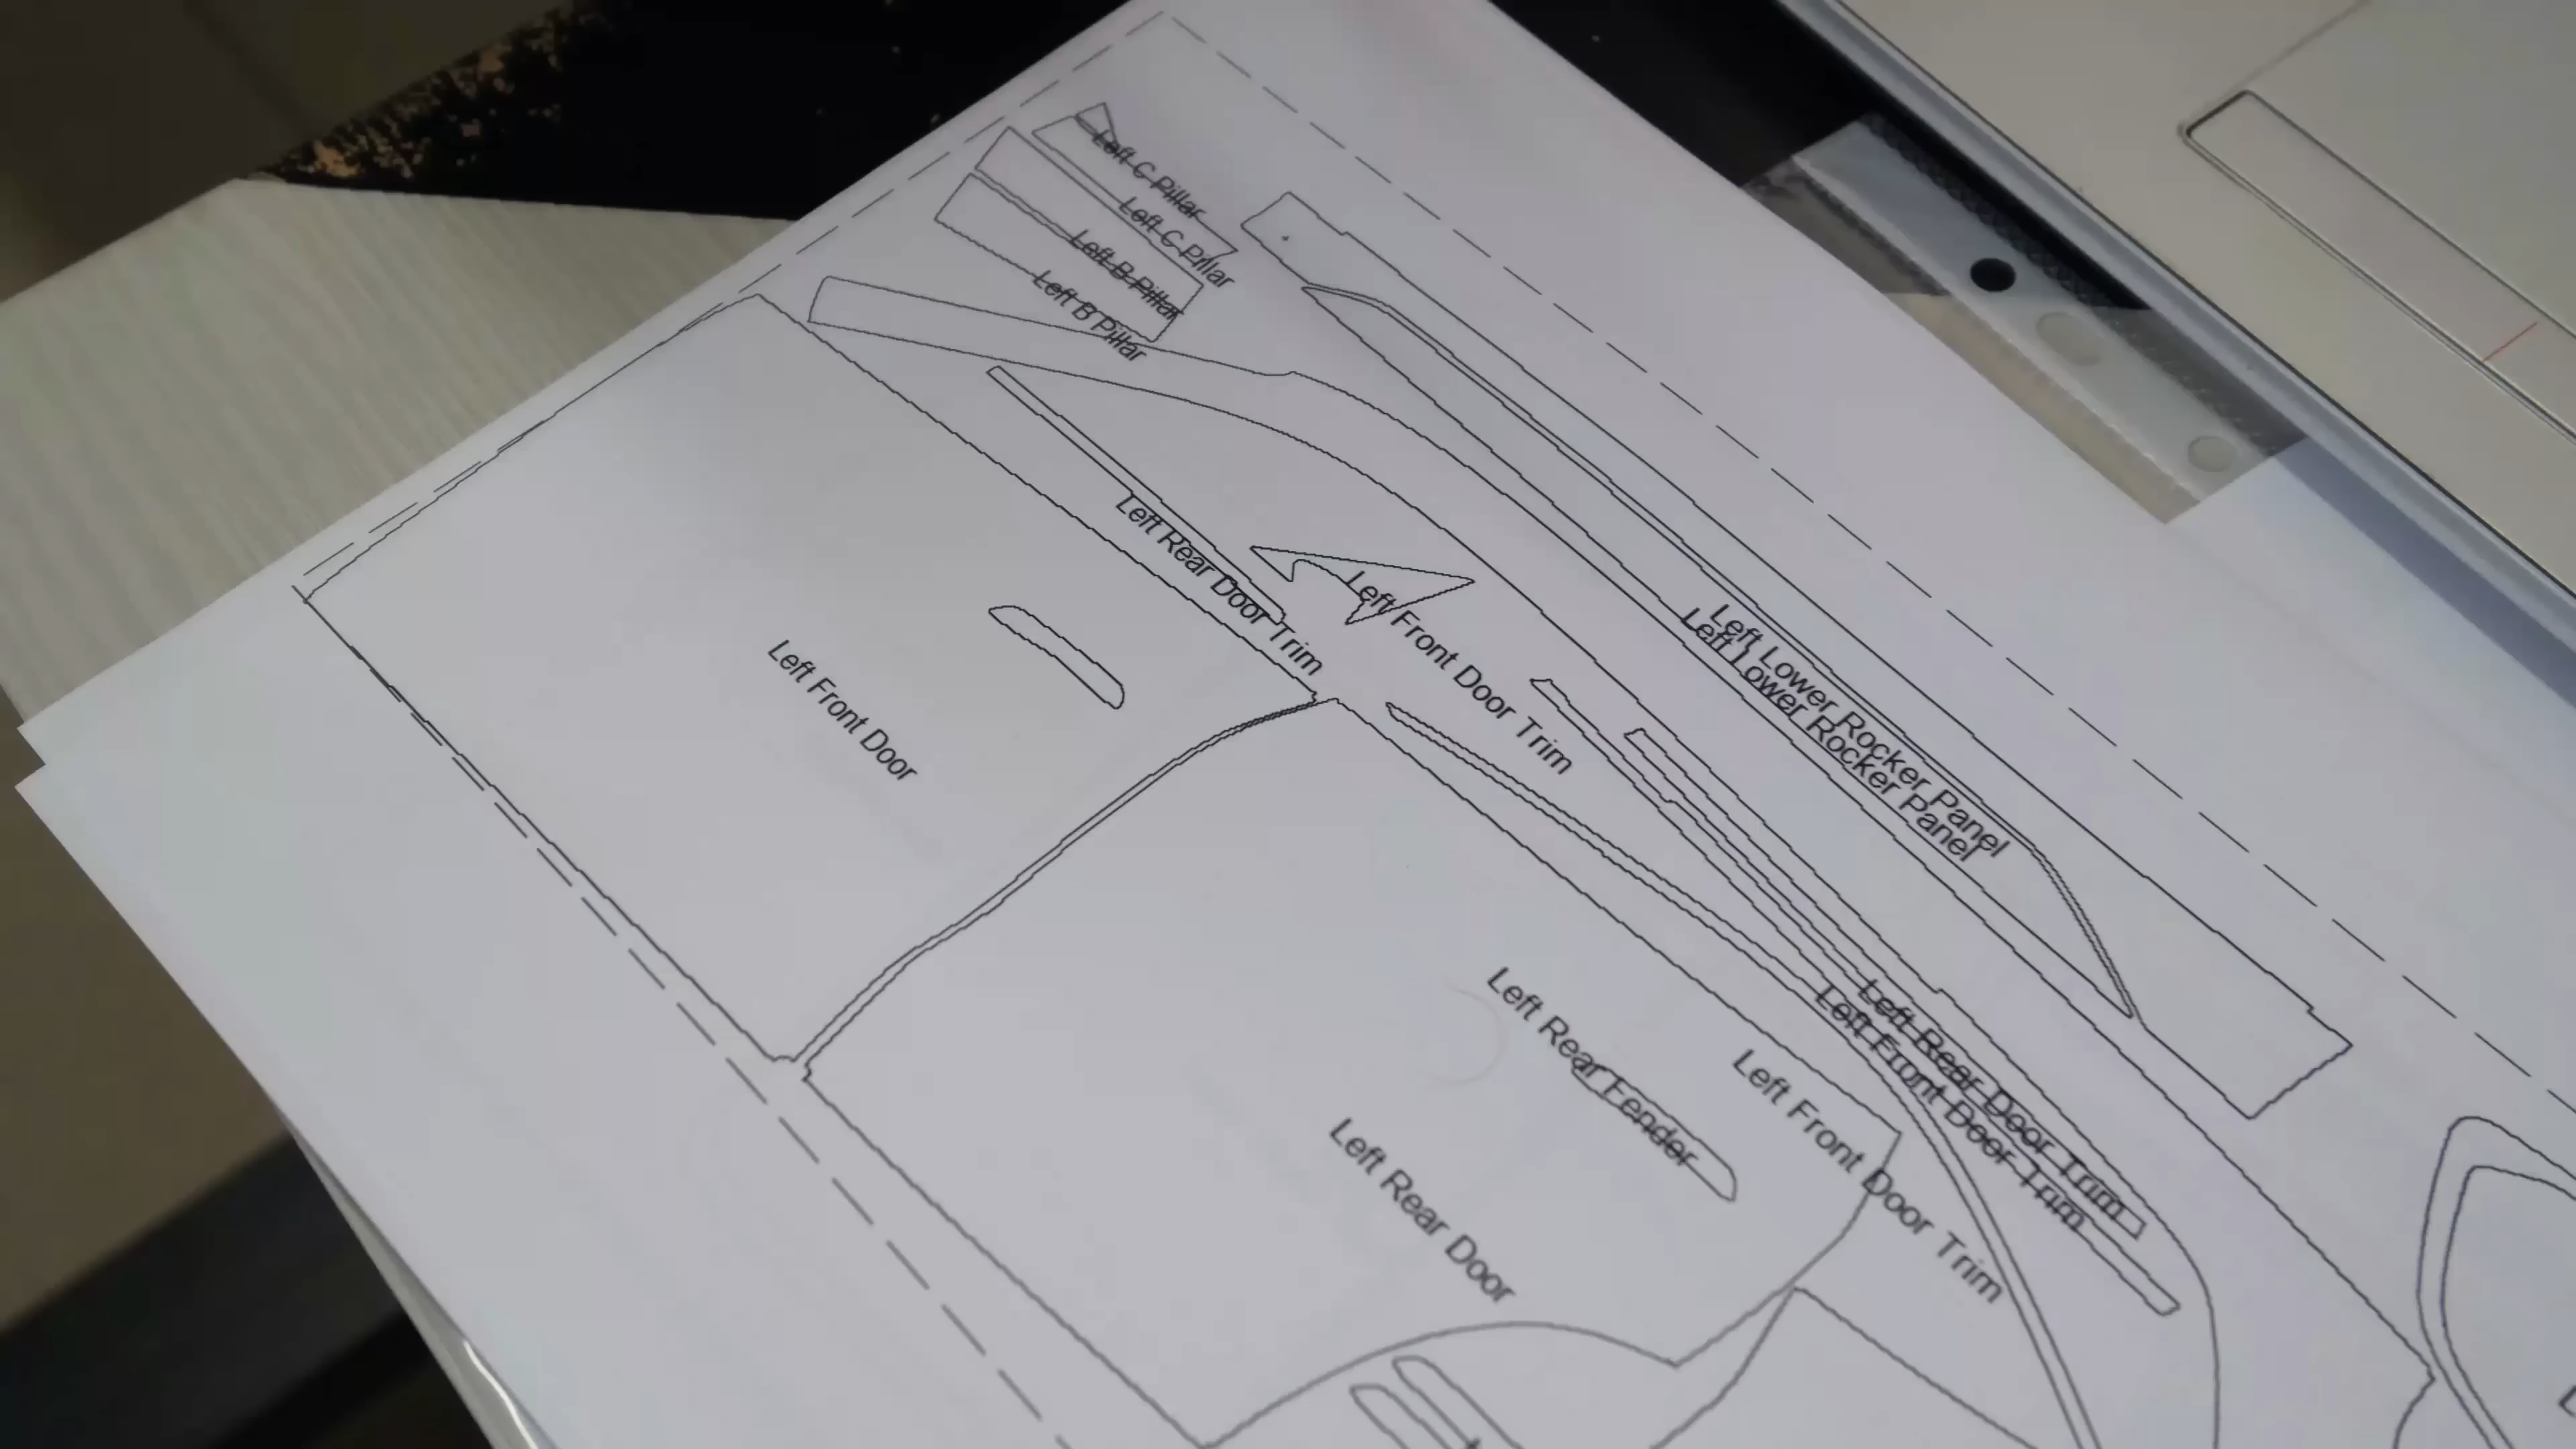 Left C Pillar
Left C Pillar
Left B Pillar
Left B Pillar
Left Rear Door Trim
Left Front Door Trim
Left Lower Rocker Panel
Left Lower Rocker Panel
Left Front Door
Left Rear Door Trim
Left Front Door Trim
Left Rear Fender
Left Front Door Trim
Left Rear Door